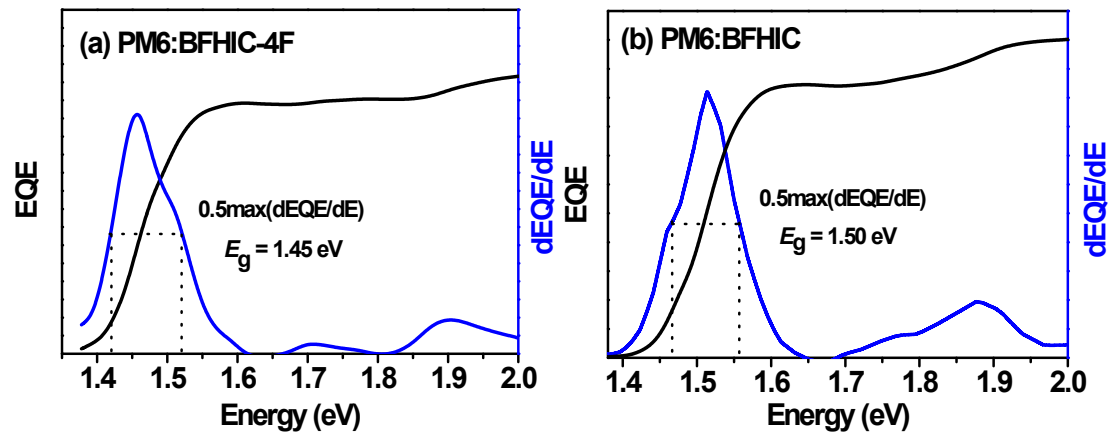 (a) PM6:BFHIC-4F
EQE
0.5max(dEQE/dE)
Eg = 1.45 eV
dEQE/dE
1.4 1.5 1.6 1.7 1.8 1.9 2.0
Energy (eV)
(b) PM6:BFHIC
EQE
0.5max(dEQE/dE)
Eg = 1.50 eV
dEQE/dE
1.4 1.5 1.6 1.7 1.8 1.9 2.0
Energy (eV)